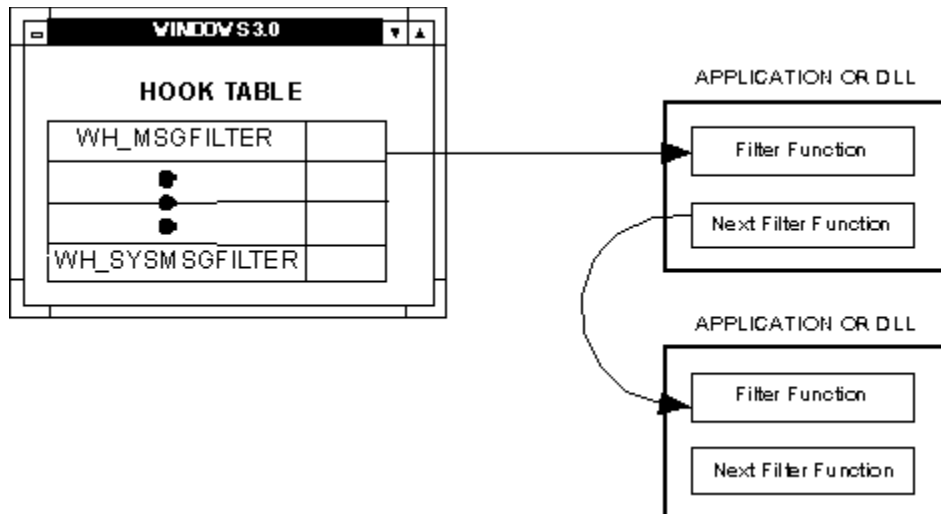 WINDOWS 3.0
HOOK TABLE
WH_MSGFILTER
WH_SYSMSGFILTER
APPLICATION OR DLL
Filter Function
Next Filter Function
APPLICATION OR DLL
Filter Function
Next Filter Function